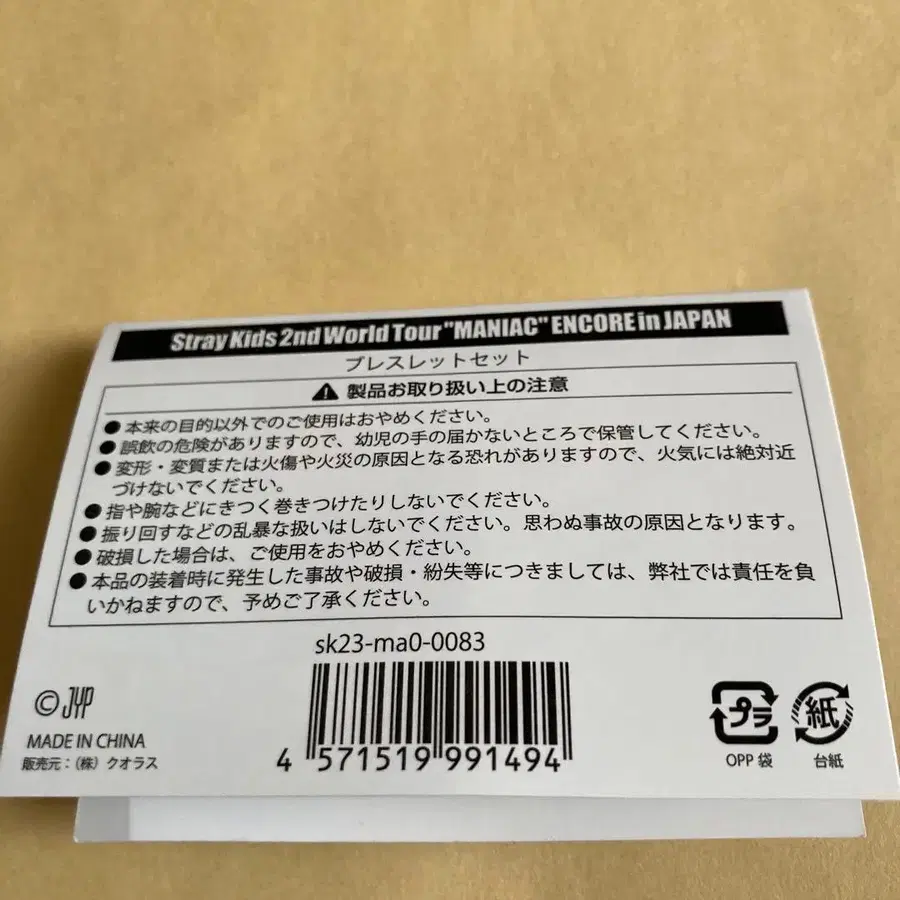 Stray Kids 2nd World Tour "MANIAC" ENCORE in JAPAN
ブレスレットセット
製品お取り扱い上の注意
● 本来の目的以外でのご使用はおやめください。
● 誤飲の危険がありますので、幼児の手の届かないところで保管してください。
● 変形・変質または火傷や火災の原因となる恐れがありますので、火気には絶対近
づけないでください。
● 指や腕などにきつく巻きつけたりしないでください。
● 振り回すなどの乱暴な扱いはしないでください。思わぬ事故の原因となります。
● 破損した場合は、ご使用をおやめください。
● 本品の装着時に発生した事故や破損・紛失等につきましては、弊社では責任を負
いかねますので、予めご了承ください。
sk23-ma0-0083
4 571519 991494
© JYP
MADE IN CHINA
販売元：（株）クオラス
プラ
OPP 袋
紙
台紙